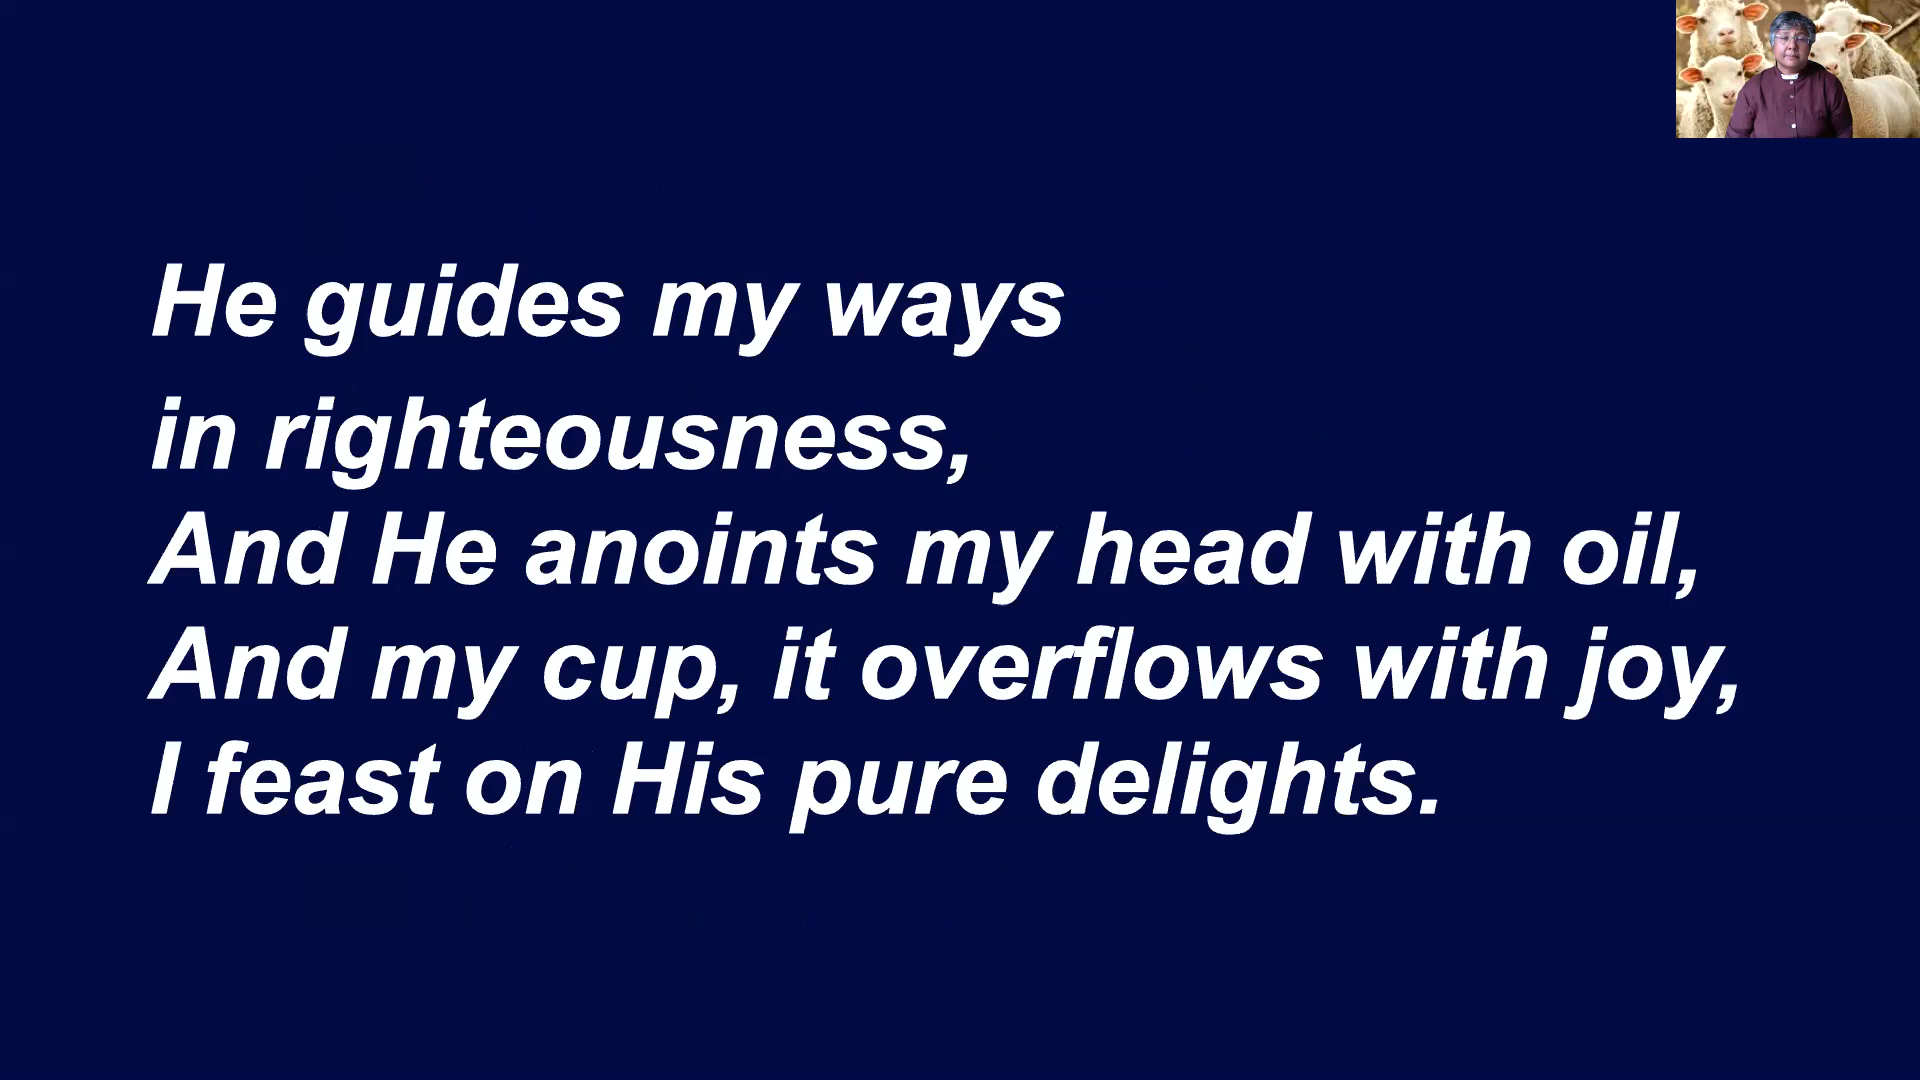 He guides my ways
in righteousness,
And He anoints my head with oil,
And my cup, it overflows with joy,
I feast on His pure delights.